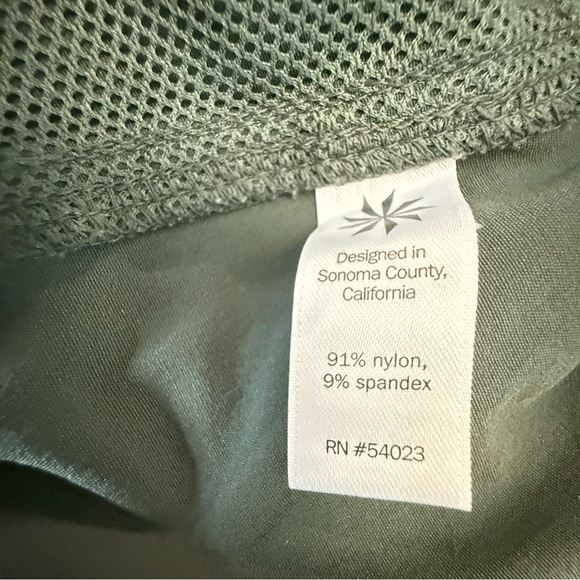 Designed in
Sonoma County,
California
91% nylon,
9% spandex
RN #54023